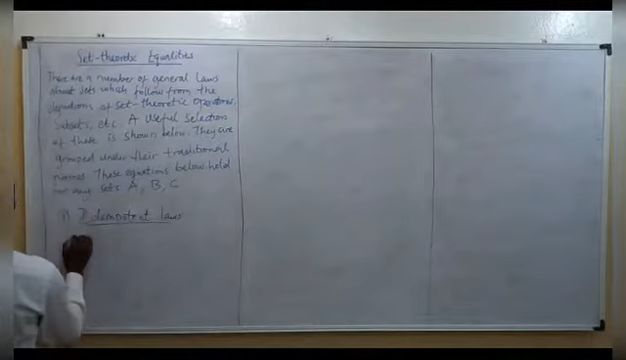 Set-theoretic Equalities
There are a number of general laws
about sets which follow from the
definitions of set-theoretic operations,
subsets, etc. A useful selection
of these is shown below. They are
grouped under their traditional
names. These equations below hold
for any sets A, B, C
Idempotent laws